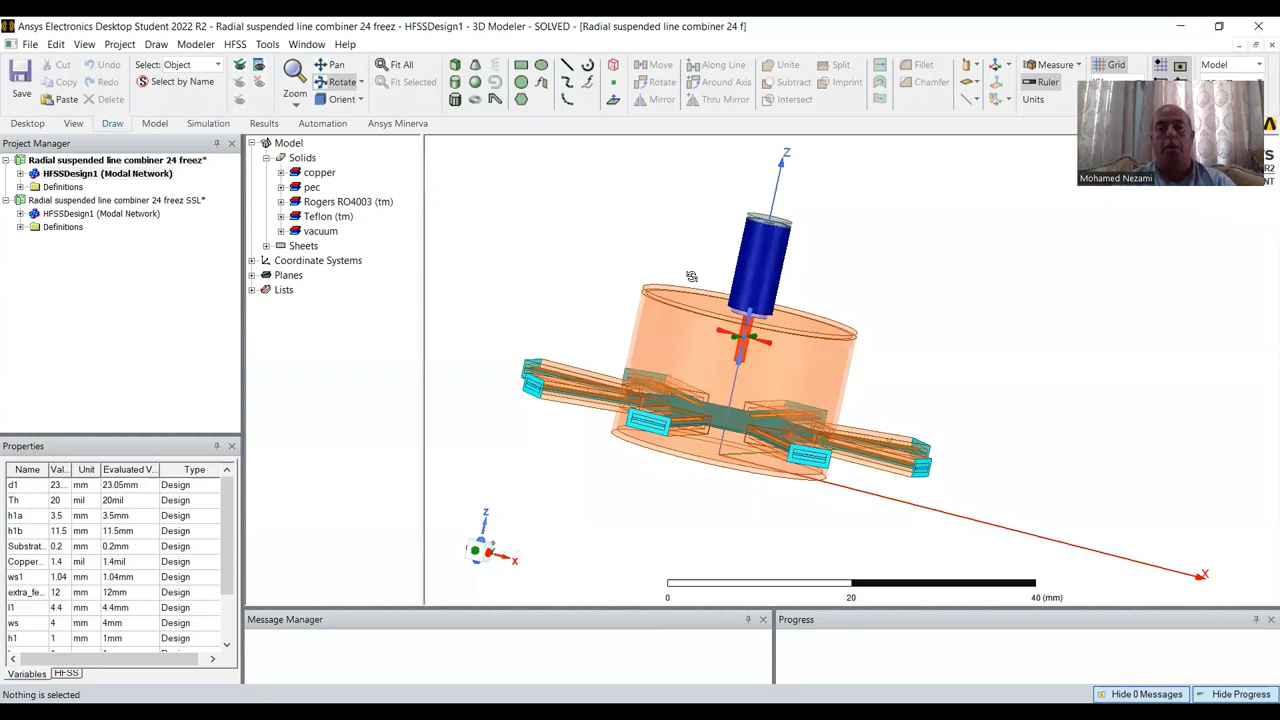 Ansys Electronics Desktop Student 2022 R2 - Radial suspended line combiner 24 freez - HFSSDesign1 - 3D Modeler - SOLVED - [Radial suspended line combiner 24 f]
File Edit View Project Draw Modeler HFSS Tools Window Help
Save Cut Undo Select: Object Pan Fit All Move Along Line Unite Split Fillet Measure Grid Model
Copy Redo Select by Name Zoom Rotate Fit Selected Rotate Around Axis Subtract Imprint Chamfer Ruler
Paste Delete Orient Mirror Thru Mirror Intersect Units
Desktop View Draw Model Simulation Results Automation Ansys Minerva
Mohamed Nezami
Project Manager
Radial suspended line combiner 24 freez*
HFSSDesign1 (Modal Network)
Definitions
Radial suspended line combiner 24 freez SSL*
HFSSDesign1 (Modal Network)
Definitions
Model
Solids
copper
pec
Rogers RO4003 (tm)
Teflon (tm)
vacuum
Sheets
Coordinate Systems
Planes
Lists
Properties
Name Val... Unit Evaluated V... Type
d1 23... mm 23.05mm Design
Th 20 mil 20mil Design
h1a 3.5 mm 3.5mm Design
h1b 11.5 mm 11.5mm Design
Substrat... 0.2 mm 0.2mm Design
Copper... 1.4 mil 1.4mil Design
ws1 1.04 mm 1.04mm Design
extra_fe... 12 mm 12mm Design
l1 4.4 mm 4.4mm Design
ws 4 mm 4mm Design
h1 1 mm 1mm Design
Variables HFSS
Z
X
z
x
0 20 40 (mm)
Message Manager
Progress
Nothing is selected
Hide 0 Messages Hide Progress